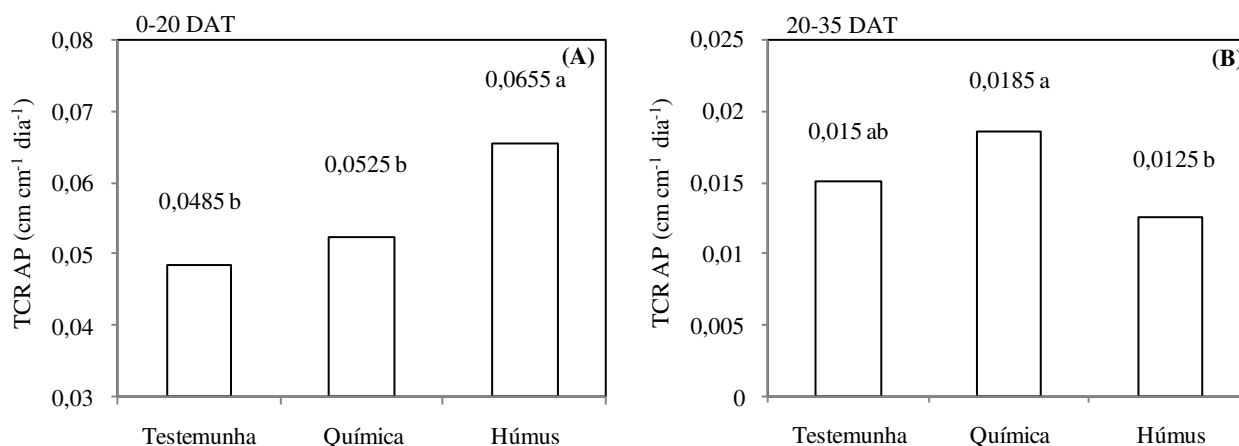 0-20 DAT
(A)
TCR AP (cm cm⁻¹ dia⁻¹)
0,08
0,07
0,06
0,05
0,04
0,03
0,0485 b
0,0525 b
0,0655 a
Testemunha Química Húmus
20-35 DAT
(B)
TCR AP (cm cm⁻¹ dia⁻¹)
0,025
0,02
0,015
0,01
0,005
0
0,015 ab
0,0185 a
0,0125 b
Testemunha Química Húmus